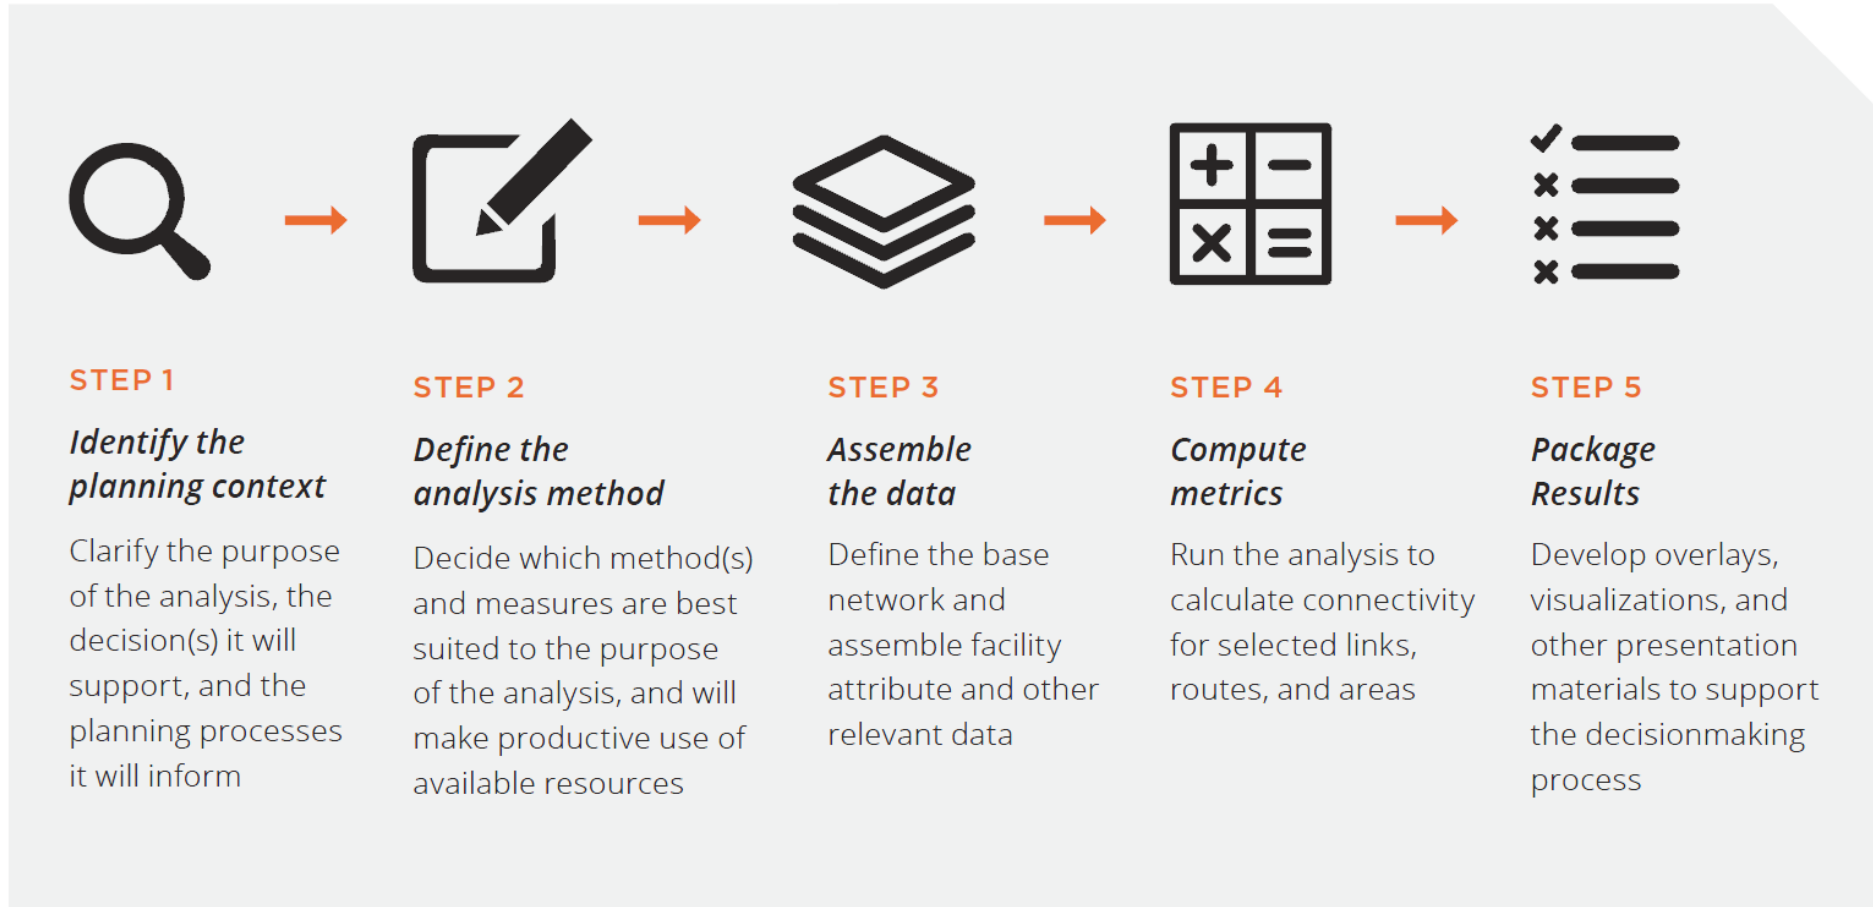 STEP 1
Identify the
planning context
Clarify the purpose
of the analysis, the
decision(s) it will
support, and the
planning processes
it will inform
STEP 2
Define the
analysis method
Decide which method(s)
and measures are best
suited to the purpose
of the analysis, and will
make productive use of
available resources
STEP 3
Assemble
the data
Define the base
network and
assemble facility
attribute and other
relevant data
STEP 4
Compute
metrics
Run the analysis to
calculate connectivity
for selected links,
routes, and areas
STEP 5
Package
Results
Develop overlays,
visualizations, and
other presentation
materials to support
the decisionmaking
process